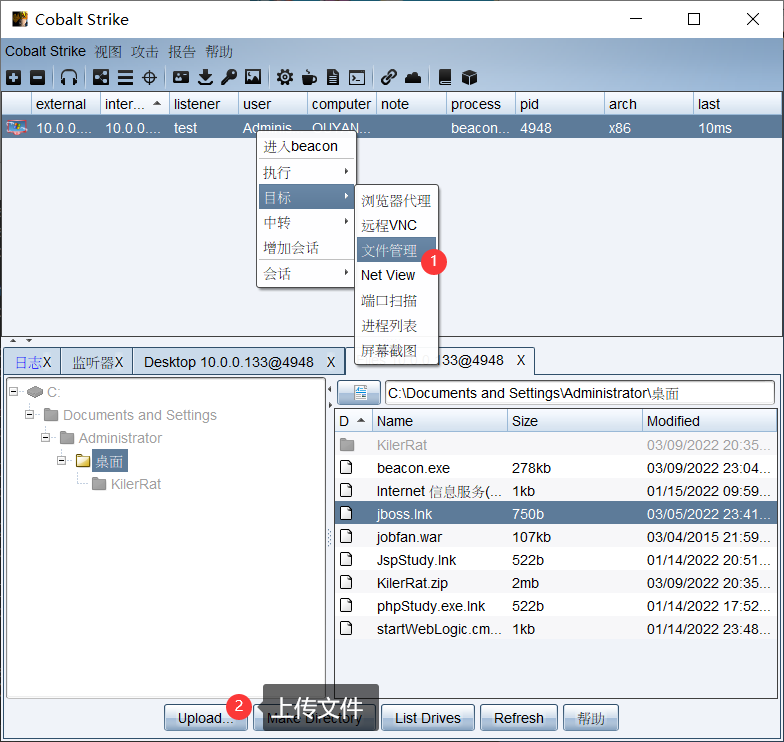 Cobalt Strike
Cobalt Strike 视图 攻击 报告 帮助
external inter... listener user computer note process pid arch last
10.0.0.... 10.0.0.... test Adminis... OUYAN... beacon... 4948 x86 10ms
进入beacon
执行
目标
中转
增加会话
会话
浏览器代理
远程VNC
文件管理
1
Net View
端口扫描
进程列表
屏幕截图
日志X 监听器X Desktop 10.0.0.133@4948 X 33@4948 X
C:
Documents and Settings
Administrator
桌面
KilerRat
C:\Documents and Settings\Administrator\桌面
D Name Size Modified
KilerRat 03/09/2022 20:35...
beacon.exe 278kb 03/09/2022 23:04...
Internet 信息服务(... 1kb 01/15/2022 09:59...
jboss.lnk 750b 03/05/2022 23:41...
jobfan.war 107kb 03/04/2015 21:59...
JspStudy.lnk 522b 01/14/2022 20:51...
KilerRat.zip 2mb 03/09/2022 20:35...
phpStudy.exe.lnk 522b 01/14/2022 17:52...
startWebLogic.cm... 1kb 01/14/2022 23:48...
2 上传文件
Upload... Make Directory List Drives Refresh 帮助